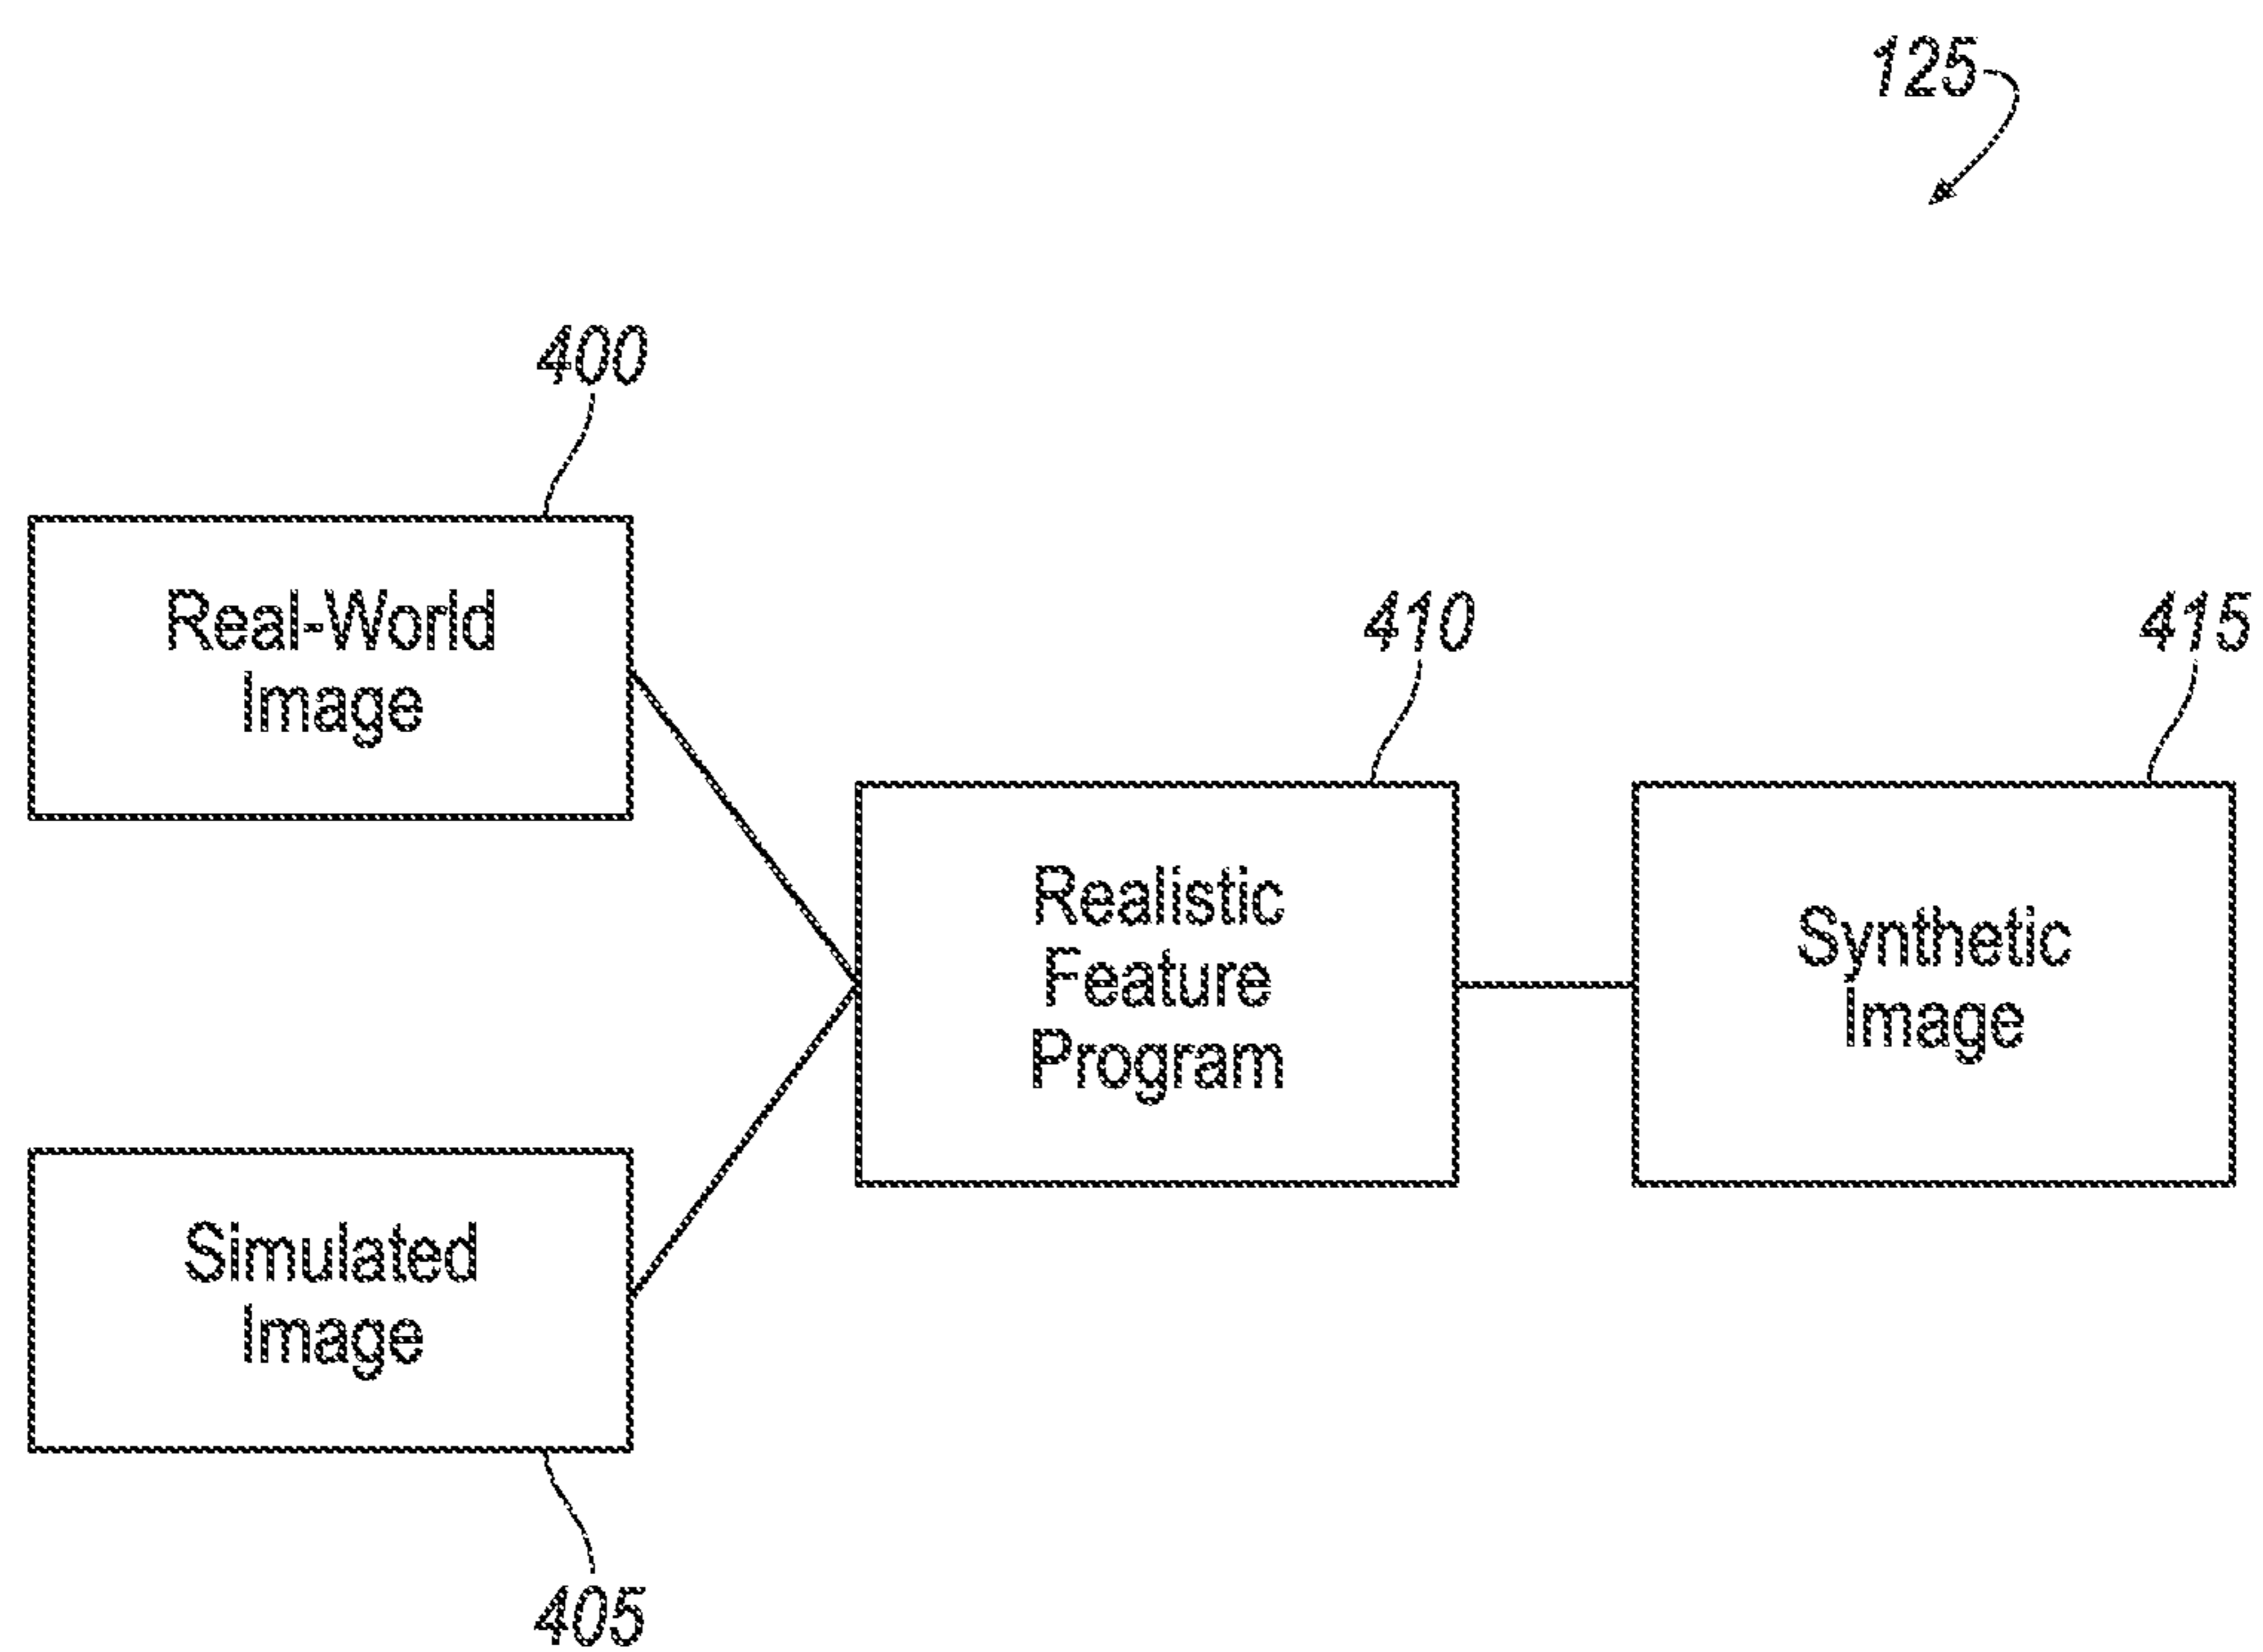 125
400
Real-World
Image
410
415
Realistic
Feature
Program
Synthetic
Image
Simulated
Image
405